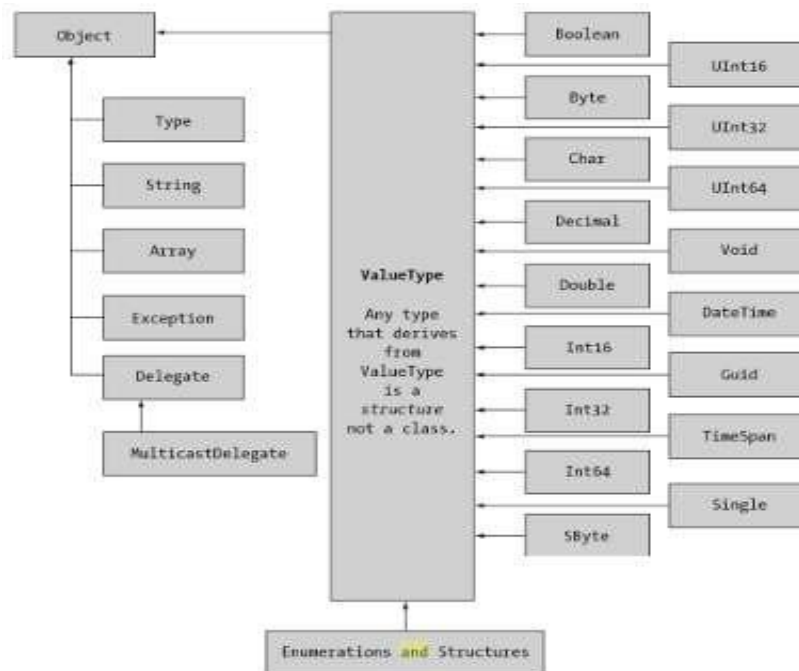 Object
Type
String
Array
Exception
Delegate
MulticastDelegate
ValueType
Any type
that derives
from
ValueType
is a
structure
not a class.
Boolean
Byte
Char
Decimal
Double
Int16
Int32
Int64
SByte
UInt16
UInt32
UInt64
Void
DateTime
Guid
TimeSpan
Single
Enumerations and Structures